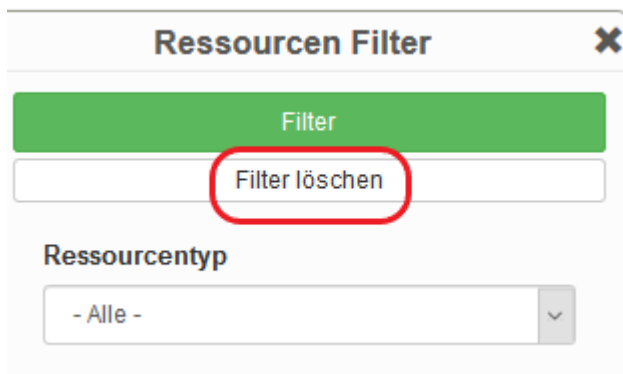 Ressourcen Filter
Filter
Filter löschen
Ressourcentyp
- Alle -